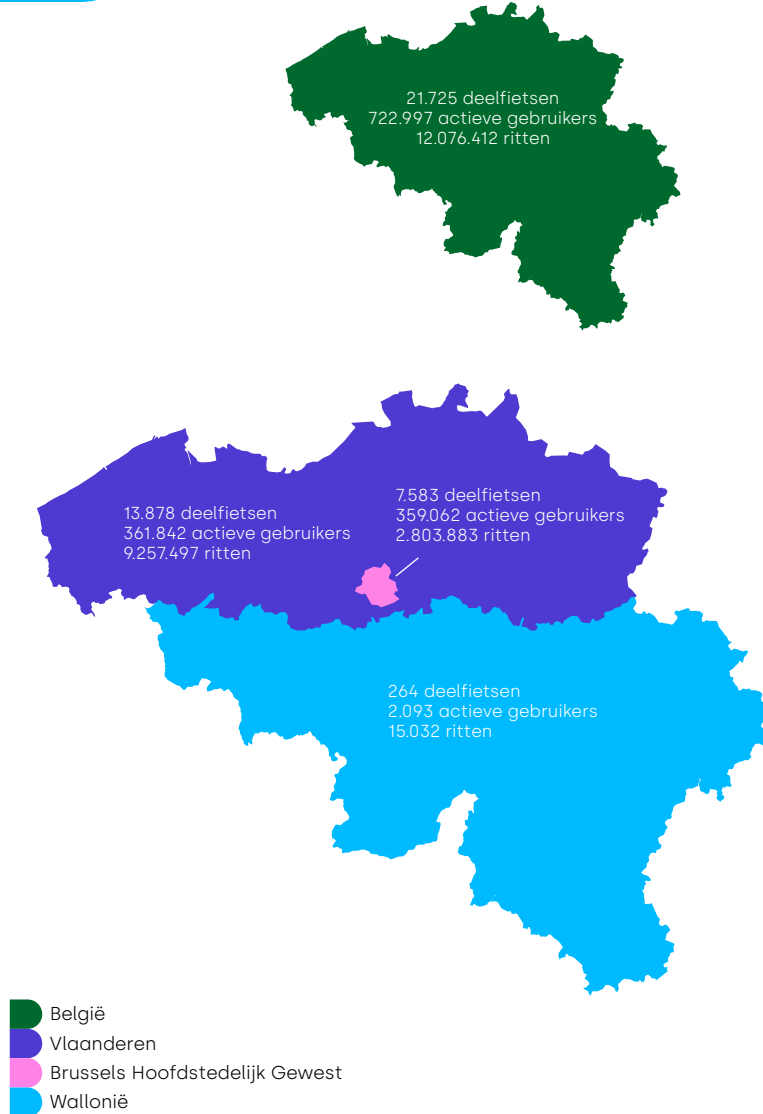 21.725 deelfietsen
722.997 actieve gebruikers
12.076.412 ritten
13.878 deelfietsen
361.842 actieve gebruikers
9.257.497 ritten
7.583 deelfietsen
359.062 actieve gebruikers
2.803.883 ritten
264 deelfietsen
2.093 actieve gebruikers
15.032 ritten
België
Vlaanderen
Brussels Hoofdstedelijk Gewest
Wallonië